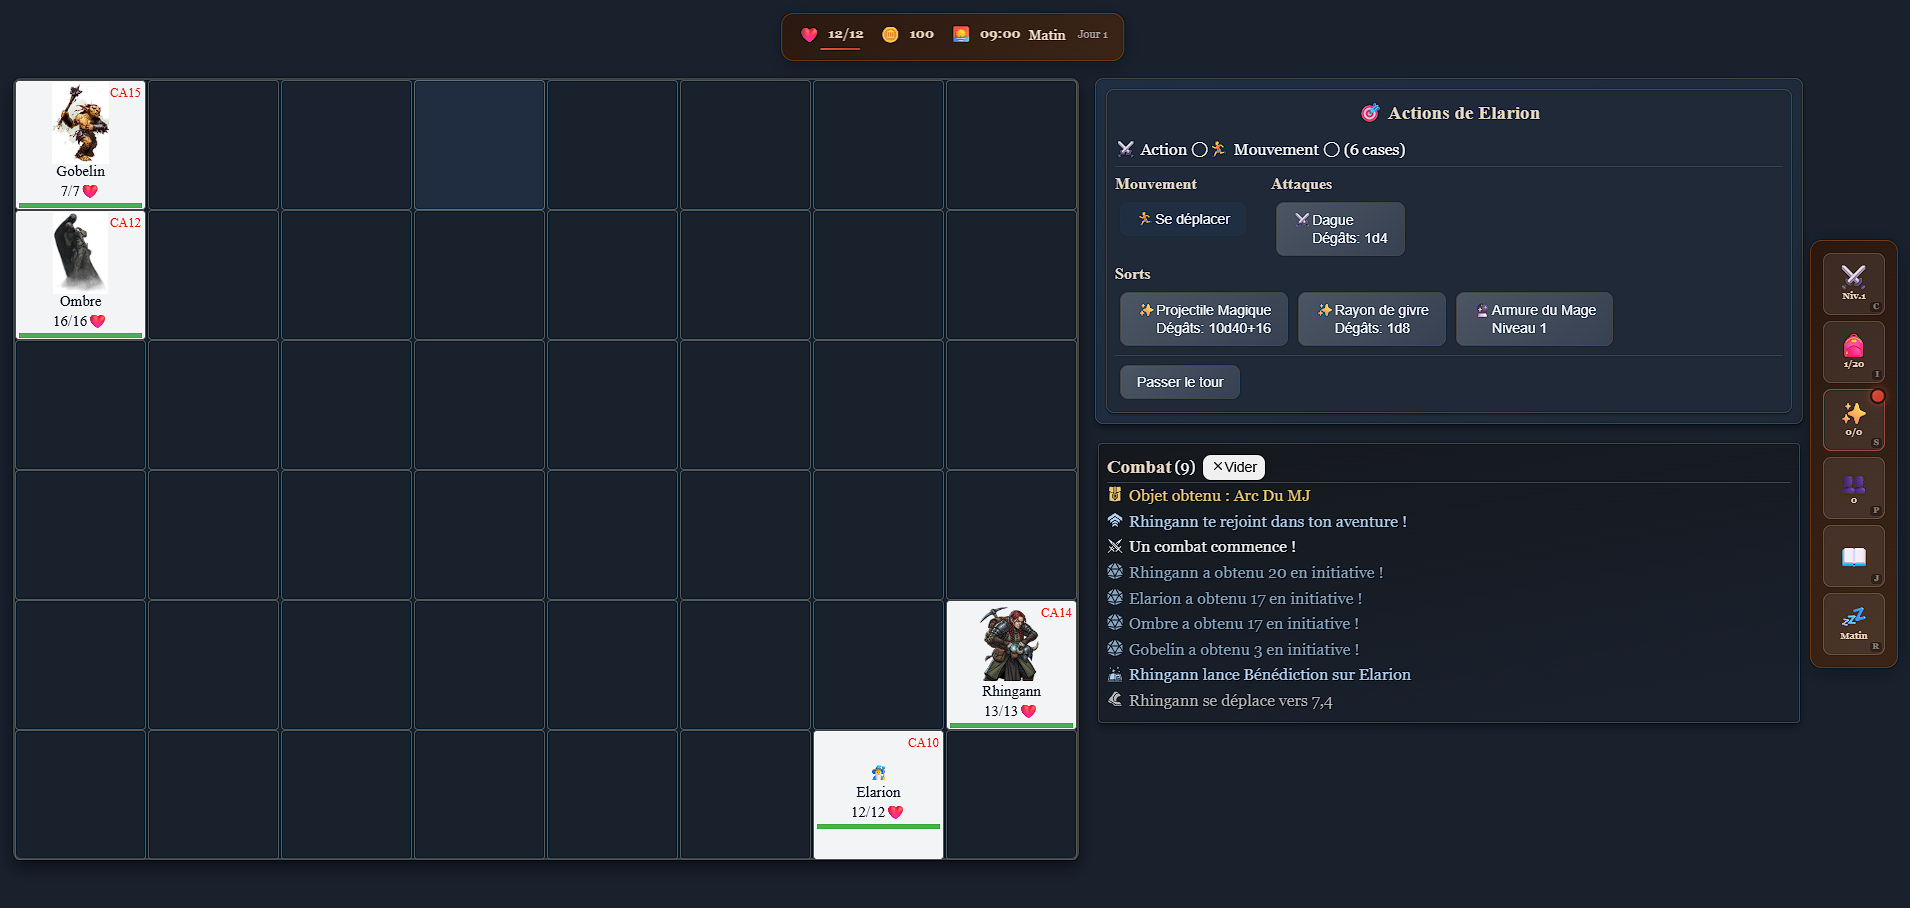 12/12 100 09:00 Matin Jour 1
CA15
Gobelin
7/7
CA12
Ombre
16/16
CA14
Rhingann
13/13
CA10
Elarion
12/12
Actions de Elarion
Action Mouvement (6 cases)
Mouvement Attaques
Se déplacer
Dague
Dégâts: 1d4
Sorts
Projectile Magique
Dégâts: 10d40+16
Rayon de givre
Dégâts: 1d8
Armure du Mage
Niveau 1
Passer le tour
Combat (9) ×Vider
Objet obtenu : Arc Du MJ
Rhingann te rejoint dans ton aventure !
Un combat commence !
Rhingann a obtenu 20 en initiative !
Elarion a obtenu 17 en initiative !
Ombre a obtenu 17 en initiative !
Gobelin a obtenu 3 en initiative !
Rhingann lance Bénédiction sur Elarion
Rhingann se déplace vers 7,4
Niv.1
C
1/20
I
0/0
S
0
P
J
Matin
R